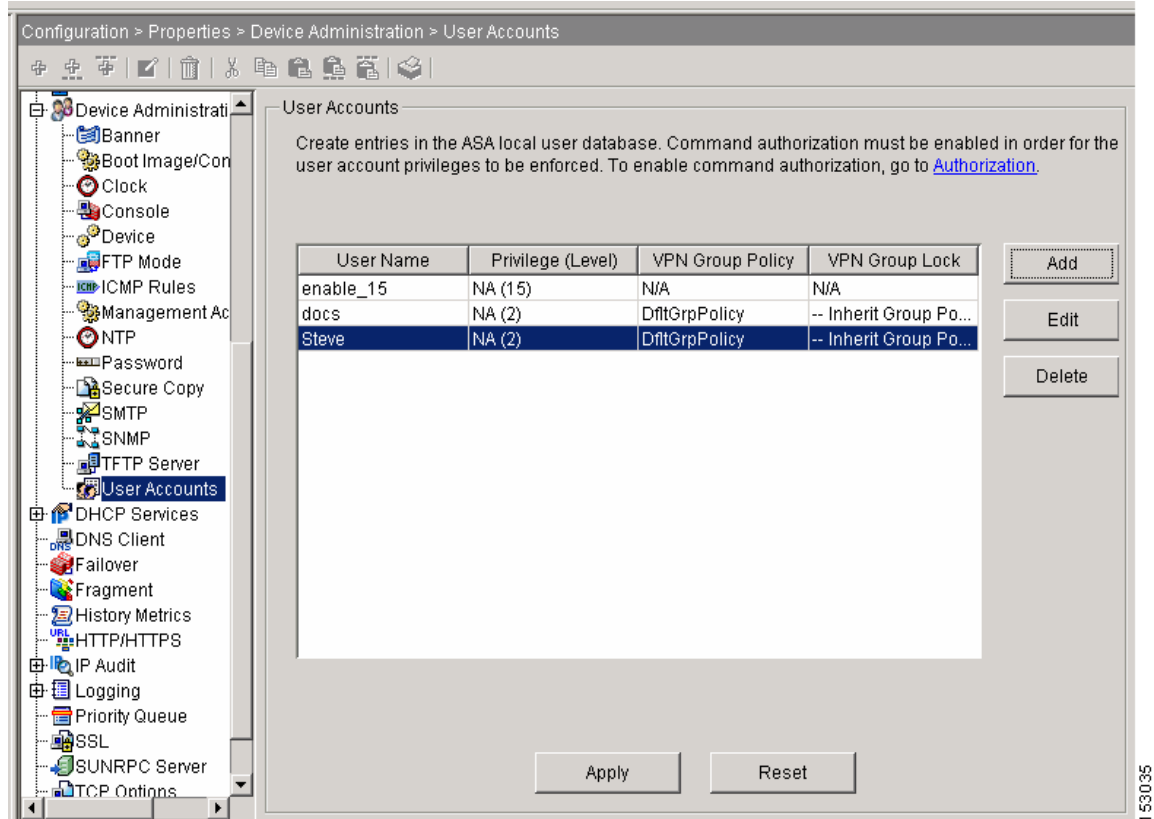 Configuration > Properties > Device Administration > User Accounts
Device Administrati
Banner
Boot Image/Con
Clock
Console
Device
FTP Mode
ICMP ICMP Rules
Management Ac
NTP
Password
Secure Copy
SMTP
SNMP
TFTP Server
User Accounts
DHCP Services
DNS DNS Client
Failover
Fragment
History Metrics
URL HTTP/HTTPS
IP Audit
Logging
Priority Queue
SSL
SUNRPC Server
TCP Options
User Accounts
Create entries in the ASA local user database. Command authorization must be enabled in order for the
user account privileges to be enforced. To enable command authorization, go to Authorization.
User Name Privilege (Level) VPN Group Policy VPN Group Lock
enable_15 NA (15) N/A N/A
docs NA (2) DfltGrpPolicy -- Inherit Group Po...
Steve NA (2) DfltGrpPolicy -- Inherit Group Po...
Add
Edit
Delete
Apply Reset
153035